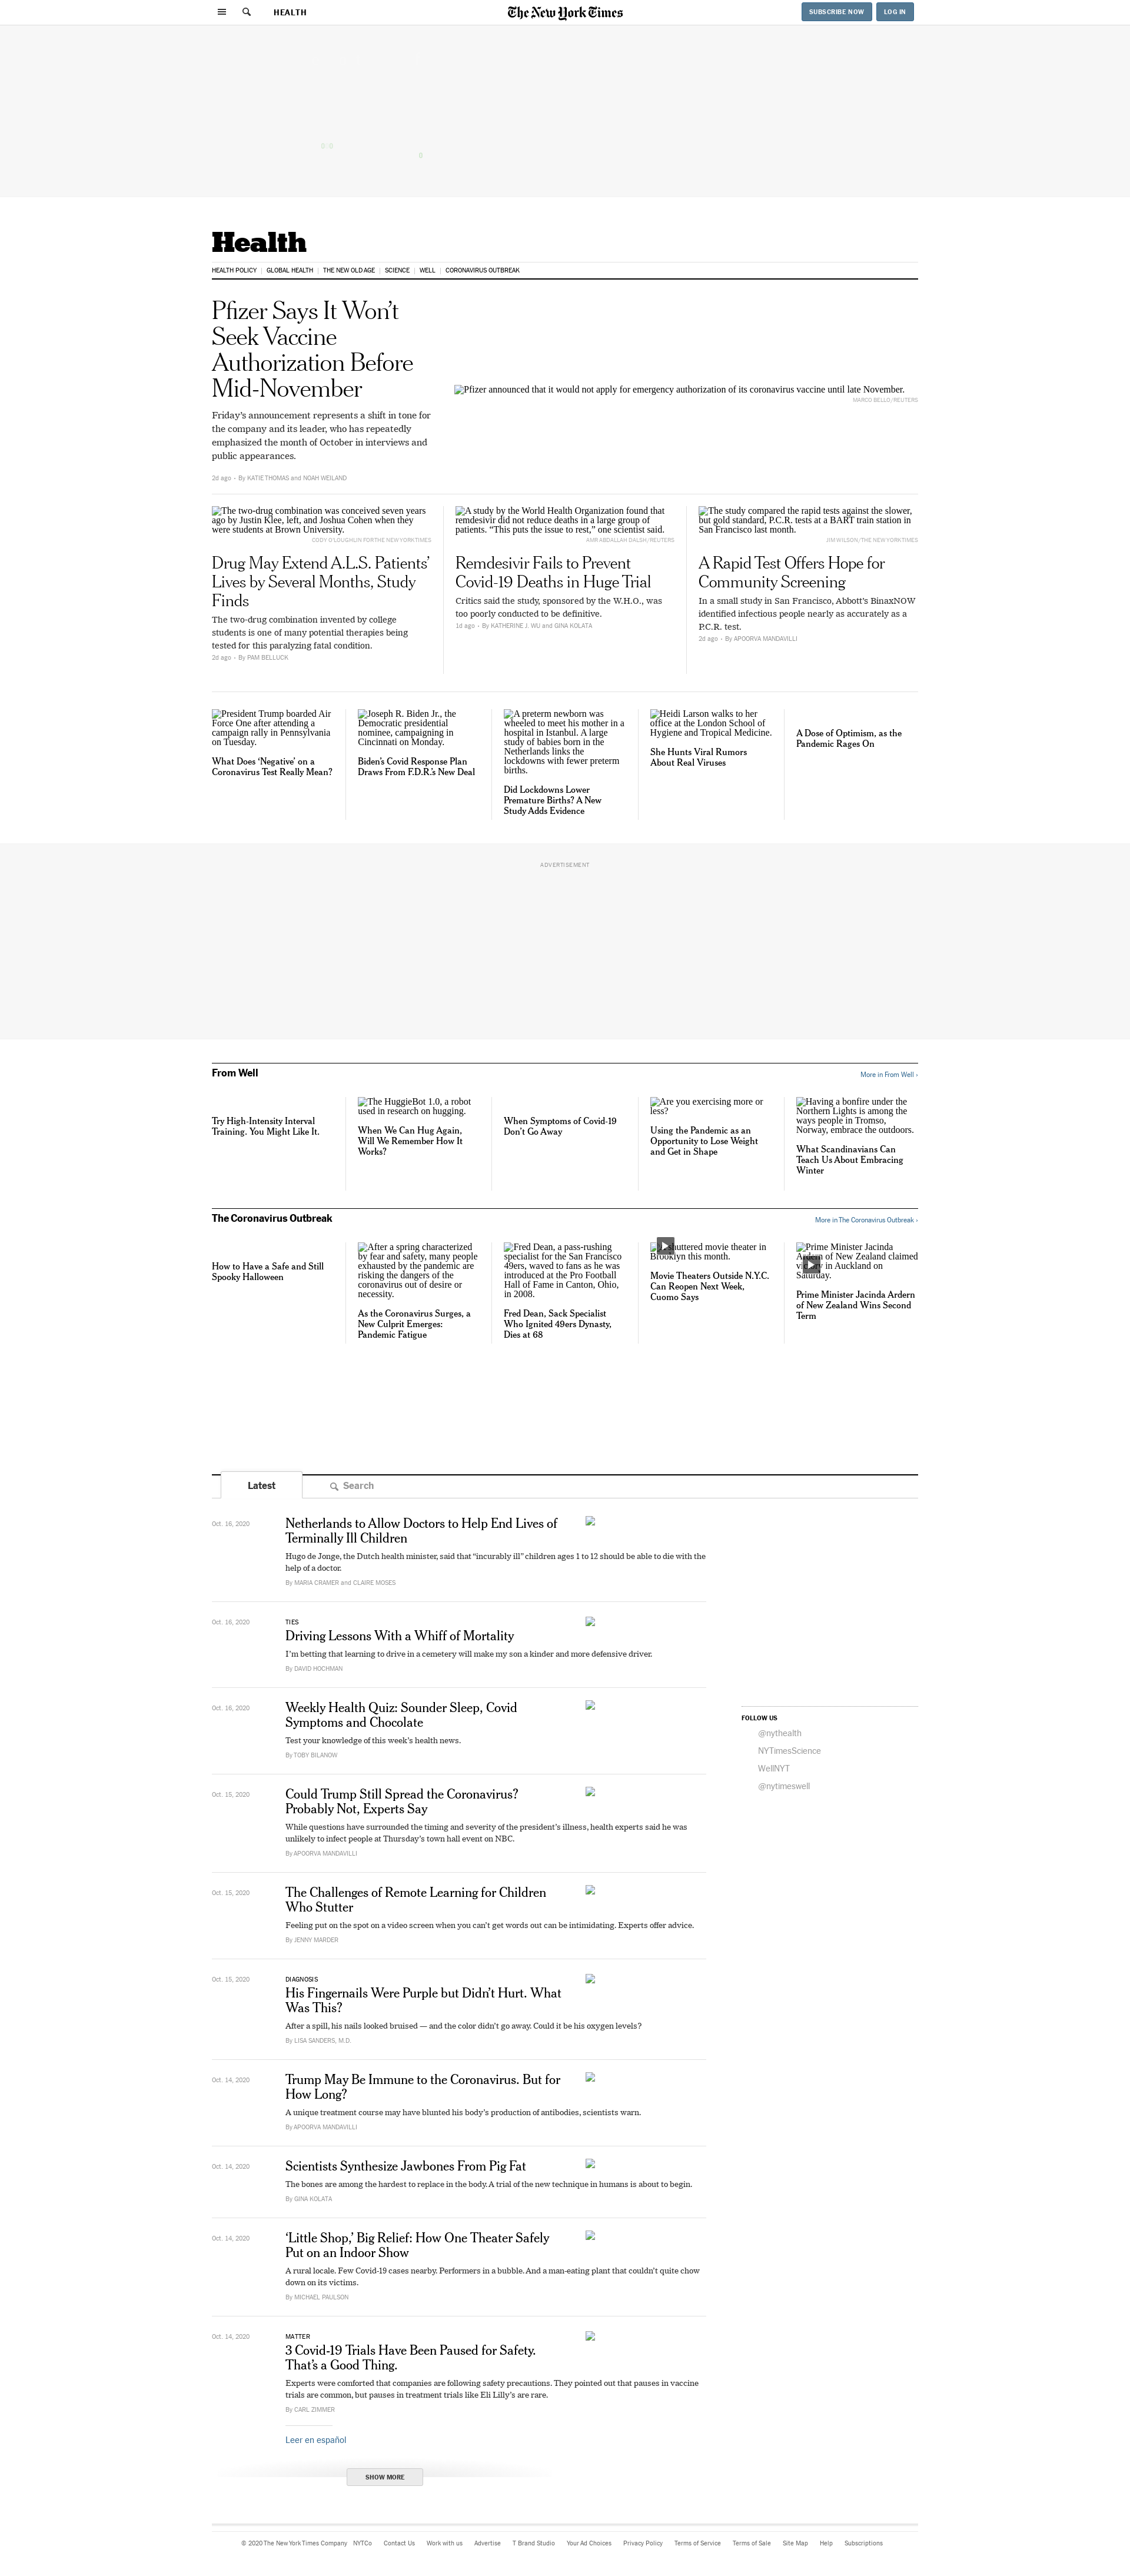 HEALTH
The New York Times
SUBSCRIBE NOW
LOG IN
Health
HEALTH POLICY
GLOBAL HEALTH
THE NEW OLD AGE
SCIENCE
WELL
CORONAVIRUS OUTBREAK
Pfizer Says It Won’t
Seek Vaccine
Authorization Before
Mid-November
Friday’s announcement represents a shift in tone for
the company and its leader, who has repeatedly
emphasized the month of October in interviews and
public appearances.
2d ago - By KATIE THOMAS and NOAH WEILAND
Pfizer announced that it would not apply for emergency authorization of its coronavirus vaccine until late November.
MARCO BELLO/REUTERS
The two-drug combination was conceived seven years
ago by Justin Klee, left, and Joshua Cohen when they
were students at Brown University.
CODY O'LOUGHLIN FOR THE NEW YORK TIMES
Drug May Extend A.L.S. Patients’
Lives by Several Months, Study
Finds
The two-drug combination invented by college
students is one of many potential therapies being
tested for this paralyzing fatal condition.
2d ago - By PAM BELLUCK
A study by the World Health Organization found that
remdesivir did not reduce deaths in a large group of
patients. “This puts the issue to rest,” one scientist said.
AMR ABDALLAH DALSH/REUTERS
Remdesivir Fails to Prevent
Covid-19 Deaths in Huge Trial
Critics said the study, sponsored by the W.H.O., was
too poorly conducted to be definitive.
1d ago - By KATHERINE J. WU and GINA KOLATA
The study compared the rapid tests against the slower,
but gold standard, P.C.R. tests at a BART train station in
San Francisco last month.
JIM WILSON/THE NEW YORK TIMES
A Rapid Test Offers Hope for
Community Screening
In a small study in San Francisco, Abbott’s BinaxNOW
identified infectious people nearly as accurately as a
P.C.R. test.
2d ago - By APOORVA MANDAVILLI
President Trump boarded Air
Force One after attending a
campaign rally in Pennsylvania
on Tuesday.
What Does ‘Negative’ on a
Coronavirus Test Really Mean?
Joseph R. Biden Jr., the
Democratic presidential
nominee, campaigning in
Cincinnati on Monday.
Biden’s Covid Response Plan
Draws From F.D.R.’s New Deal
A preterm newborn was
wheeled to meet his mother in a
hospital in Istanbul. A large
study of babies born in the
Netherlands links the
lockdowns with fewer preterm
births.
Did Lockdowns Lower
Premature Births? A New
Study Adds Evidence
Heidi Larson walks to her
office at the London School of
Hygiene and Tropical Medicine.
She Hunts Viral Rumors
About Real Viruses
A Dose of Optimism, as the
Pandemic Rages On
ADVERTISEMENT
From Well
More in From Well ›
Try High-Intensity Interval
Training. You Might Like It.
The HuggieBot 1.0, a robot
used in research on hugging.
When We Can Hug Again,
Will We Remember How It
Works?
When Symptoms of Covid-19
Don’t Go Away
Are you exercising more or
less?
Using the Pandemic as an
Opportunity to Lose Weight
and Get in Shape
Having a bonfire under the
Northern Lights is among the
ways people in Tromso,
Norway, embrace the outdoors.
What Scandinavians Can
Teach Us About Embracing
Winter
The Coronavirus Outbreak
More in The Coronavirus Outbreak ›
How to Have a Safe and Still
Spooky Halloween
After a spring characterized
by fear and safety, many people
exhausted by the pandemic are
risking the dangers of the
coronavirus out of desire or
necessity.
As the Coronavirus Surges, a
New Culprit Emerges:
Pandemic Fatigue
Fred Dean, a pass-rushing
specialist for the San Francisco
49ers, waved to fans as he was
introduced at the Pro Football
Hall of Fame in Canton, Ohio,
in 2008.
Fred Dean, Sack Specialist
Who Ignited 49ers Dynasty,
Dies at 68
movie theater in
Brooklyn this month.
Movie Theaters Outside N.Y.C.
Can Reopen Next Week,
Cuomo Says
Prime Minister Jacinda
of New Zealand claimed
in Auckland on
Prime Minister Jacinda Ardern
of New Zealand Wins Second
Term
Latest
Search
Oct. 16, 2020
Netherlands to Allow Doctors to Help End Lives of
Terminally Ill Children
Hugo de Jonge, the Dutch health minister, said that “incurably ill” children ages 1 to 12 should be able to die with the
help of a doctor.
By MARIA CRAMER and CLAIRE MOSES
Oct. 16, 2020
TIES
Driving Lessons With a Whiff of Mortality
I’m betting that learning to drive in a cemetery will make my son a kinder and more defensive driver.
By DAVID HOCHMAN
Oct. 16, 2020
Weekly Health Quiz: Sounder Sleep, Covid
Symptoms and Chocolate
Test your knowledge of this week’s health news.
By TOBY BILANOW
FOLLOW US
@nythealth
NYTimesScience
WellNYT
@nytimeswell
Oct. 15, 2020
Could Trump Still Spread the Coronavirus?
Probably Not, Experts Say
While questions have surrounded the timing and severity of the president’s illness, health experts said he was
unlikely to infect people at Thursday’s town hall event on NBC.
By APOORVA MANDAVILLI
Oct. 15, 2020
The Challenges of Remote Learning for Children
Who Stutter
Feeling put on the spot on a video screen when you can’t get words out can be intimidating. Experts offer advice.
By JENNY MARDER
Oct. 15, 2020
DIAGNOSIS
His Fingernails Were Purple but Didn’t Hurt. What
Was This?
After a spill, his nails looked bruised — and the color didn’t go away. Could it be his oxygen levels?
By LISA SANDERS, M.D.
Oct. 14, 2020
Trump May Be Immune to the Coronavirus. But for
How Long?
A unique treatment course may have blunted his body’s production of antibodies, scientists warn.
By APOORVA MANDAVILLI
Oct. 14, 2020
Scientists Synthesize Jawbones From Pig Fat
The bones are among the hardest to replace in the body. A trial of the new technique in humans is about to begin.
By GINA KOLATA
Oct. 14, 2020
‘Little Shop,’ Big Relief: How One Theater Safely
Put on an Indoor Show
A rural locale. Few Covid-19 cases nearby. Performers in a bubble. And a man-eating plant that couldn’t quite chow
down on its victims.
By MICHAEL PAULSON
Oct. 14, 2020
MATTER
3 Covid-19 Trials Have Been Paused for Safety.
That’s a Good Thing.
Experts were comforted that companies are following safety precautions. They pointed out that pauses in vaccine
trials are common, but pauses in treatment trials like Eli Lilly’s are rare.
By CARL ZIMMER
Leer en español
SHOW MORE
© 2020 The New York Times Company
NYTCo
Contact Us
Work with us
Advertise
T Brand Studio
Your Ad Choices
Privacy Policy
Terms of Service
Terms of Sale
Site Map
Help
Subscriptions